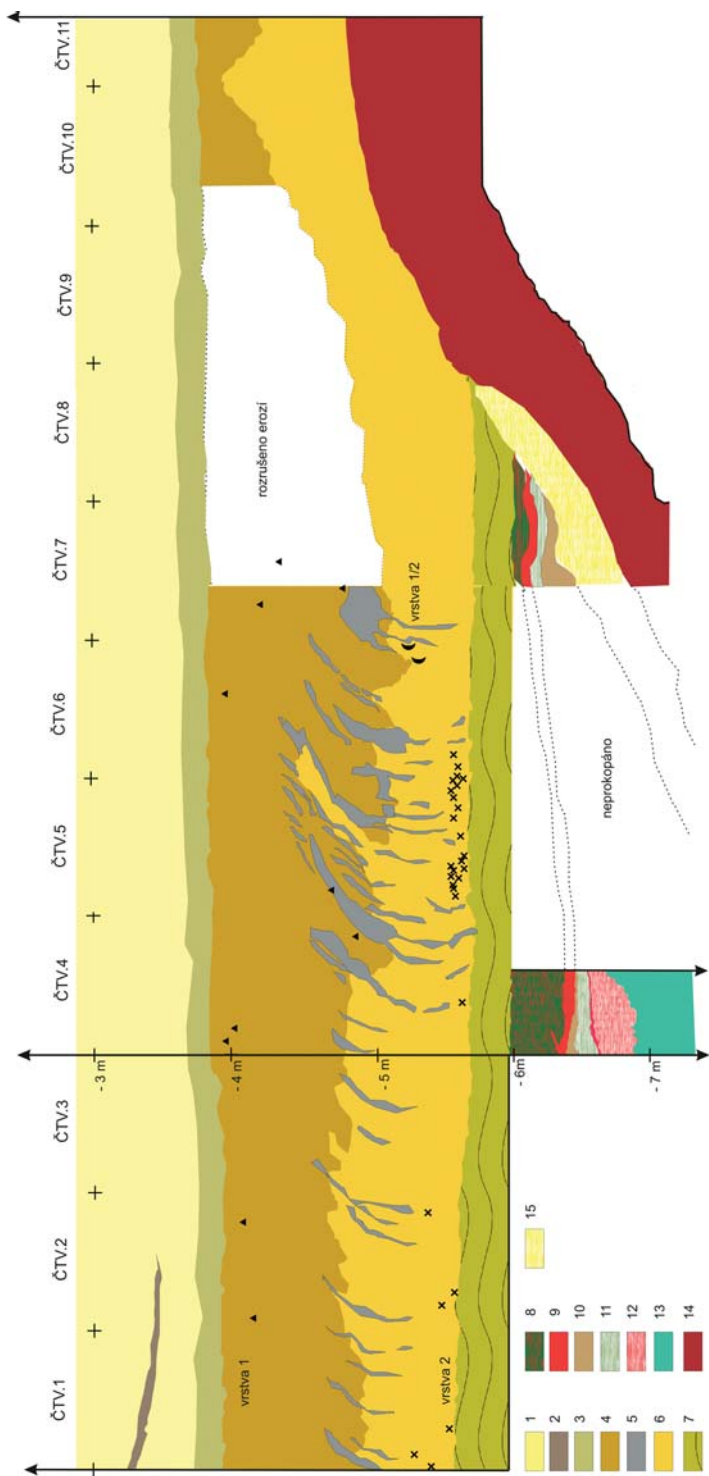 ČTV.1
ČTV.2
ČTV.3
ČTV.4
ČTV.5
ČTV.6
ČTV.7
ČTV.8
ČTV.9
ČTV.10
ČTV.11
- 3 m
- 4 m
- 5 m
- 6m
- 7 m
vrstva 1
vrstva 2
vrstva 1/2
rozrušeno erozí
neprokopáno
1
2
3
4
5
6
7
8
9
10
11
12
13
14
15